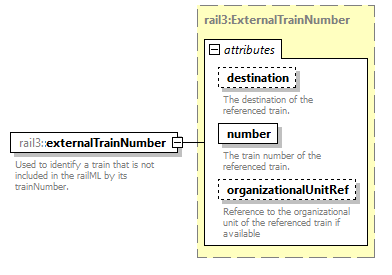 rail3:ExternalTrainNumber
attributes
destination
The destination of the
referenced train.
number
The train number of the
referenced train.
organizationalUnitRef
Reference to the organizational
unit of the referenced train if
available
rail3:externalTrainNumber
Used to identify a train that is not
included in the railML by its
trainNumber.